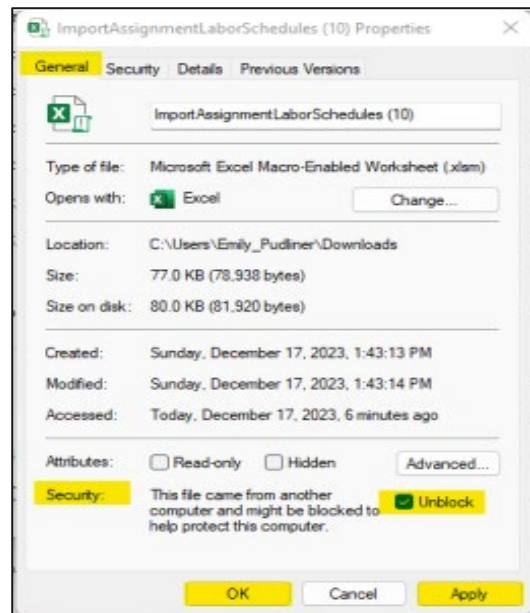 ImportAssignmentLaborSchedules (10) Properties
General Security Details Previous Versions
ImportAssignmentLaborSchedules (10)
Type of file: Microsoft Excel Macro-Enabled Worksheet (.xlsm)
Opens with: Excel Change...
Location: C:\Users\Emily_Pudliner\Downloads
Size: 77.0 KB (78,938 bytes)
Size on disk: 80.0 KB (81,920 bytes)
Created: Sunday, December 17, 2023, 1:43:13 PM
Modified: Sunday, December 17, 2023, 1:43:14 PM
Accessed: Today, December 17, 2023, 6 minutes ago
Attributes: Read-only Hidden Advanced...
Security: This file came from another
computer and might be blocked to Unblock
help protect this computer.
OK Cancel Apply